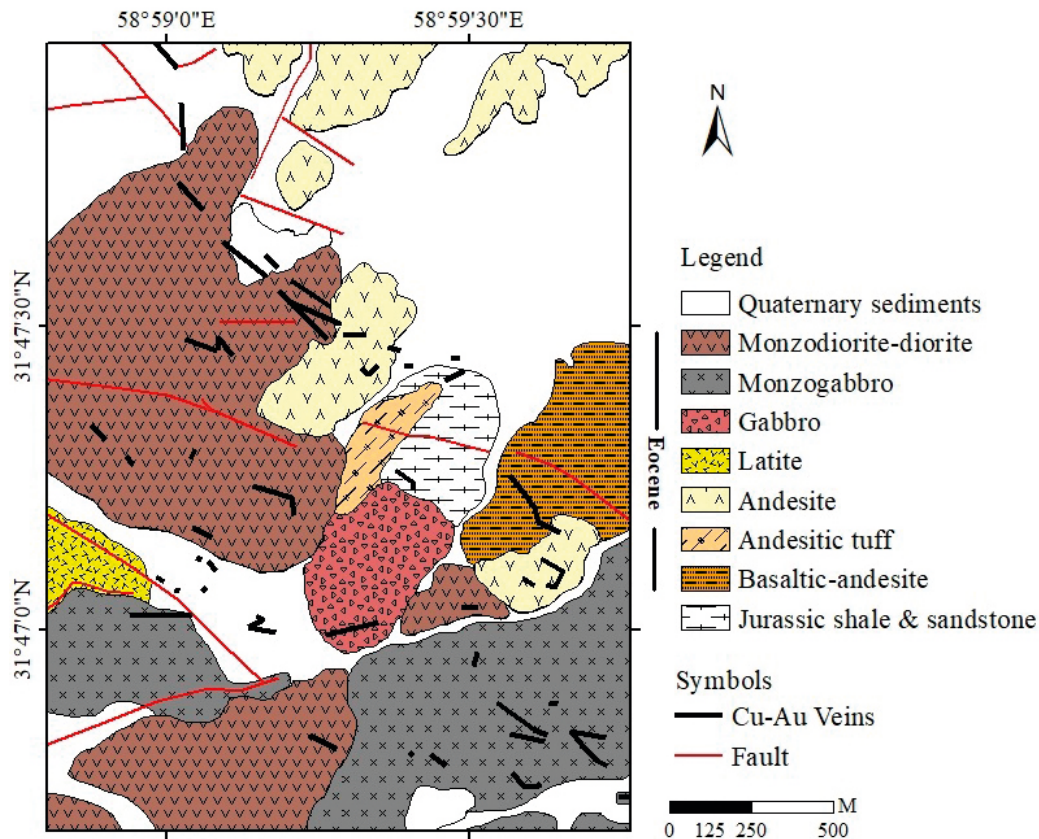 58°59'0"E
58°59'30"E
N
31°47'30"N
31°47'0"N
Legend
Quaternary sediments
Monzodiorite-diorite
Monzogabbro
Gabbro
Latite
Andesite
Andesitic tuff
Basaltic-andesite
Jurassic shale & sandstone
Eocene
Symbols
Cu-Au Veins
Fault
M
0 125 250 500